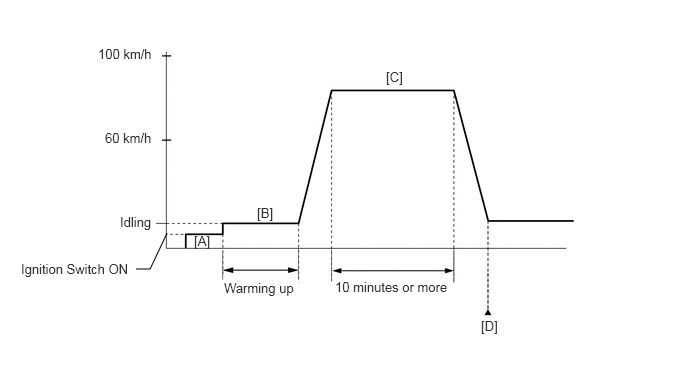 100 km/h
[C]
60 km/h
[B]
Idling
[A]
Ignition Switch ON
Warming up
10 minutes or more
[D]